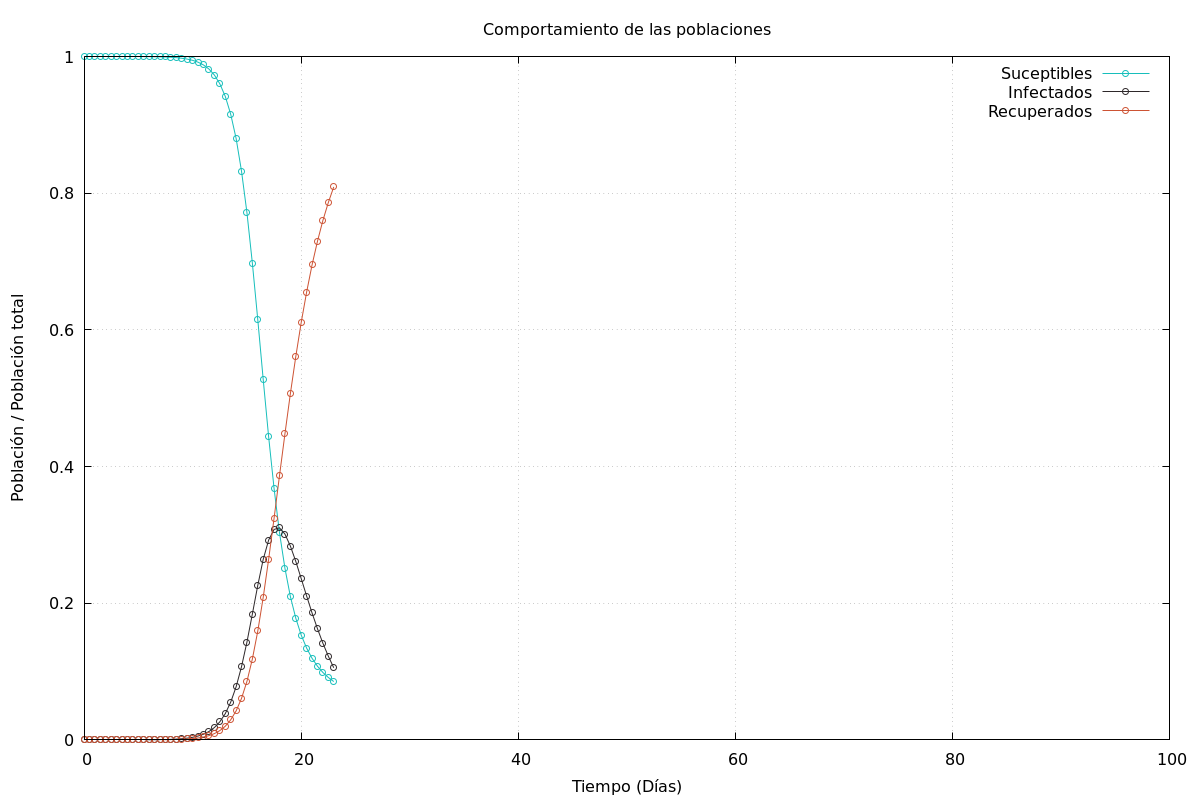 Comportamiento de las poblaciones
Suceptibles
Infectados
Recuperados
1
0.8
0.6
0.4
0.2
0
Población / Población total
0 20 40 60 80 100
Tiempo (Días)